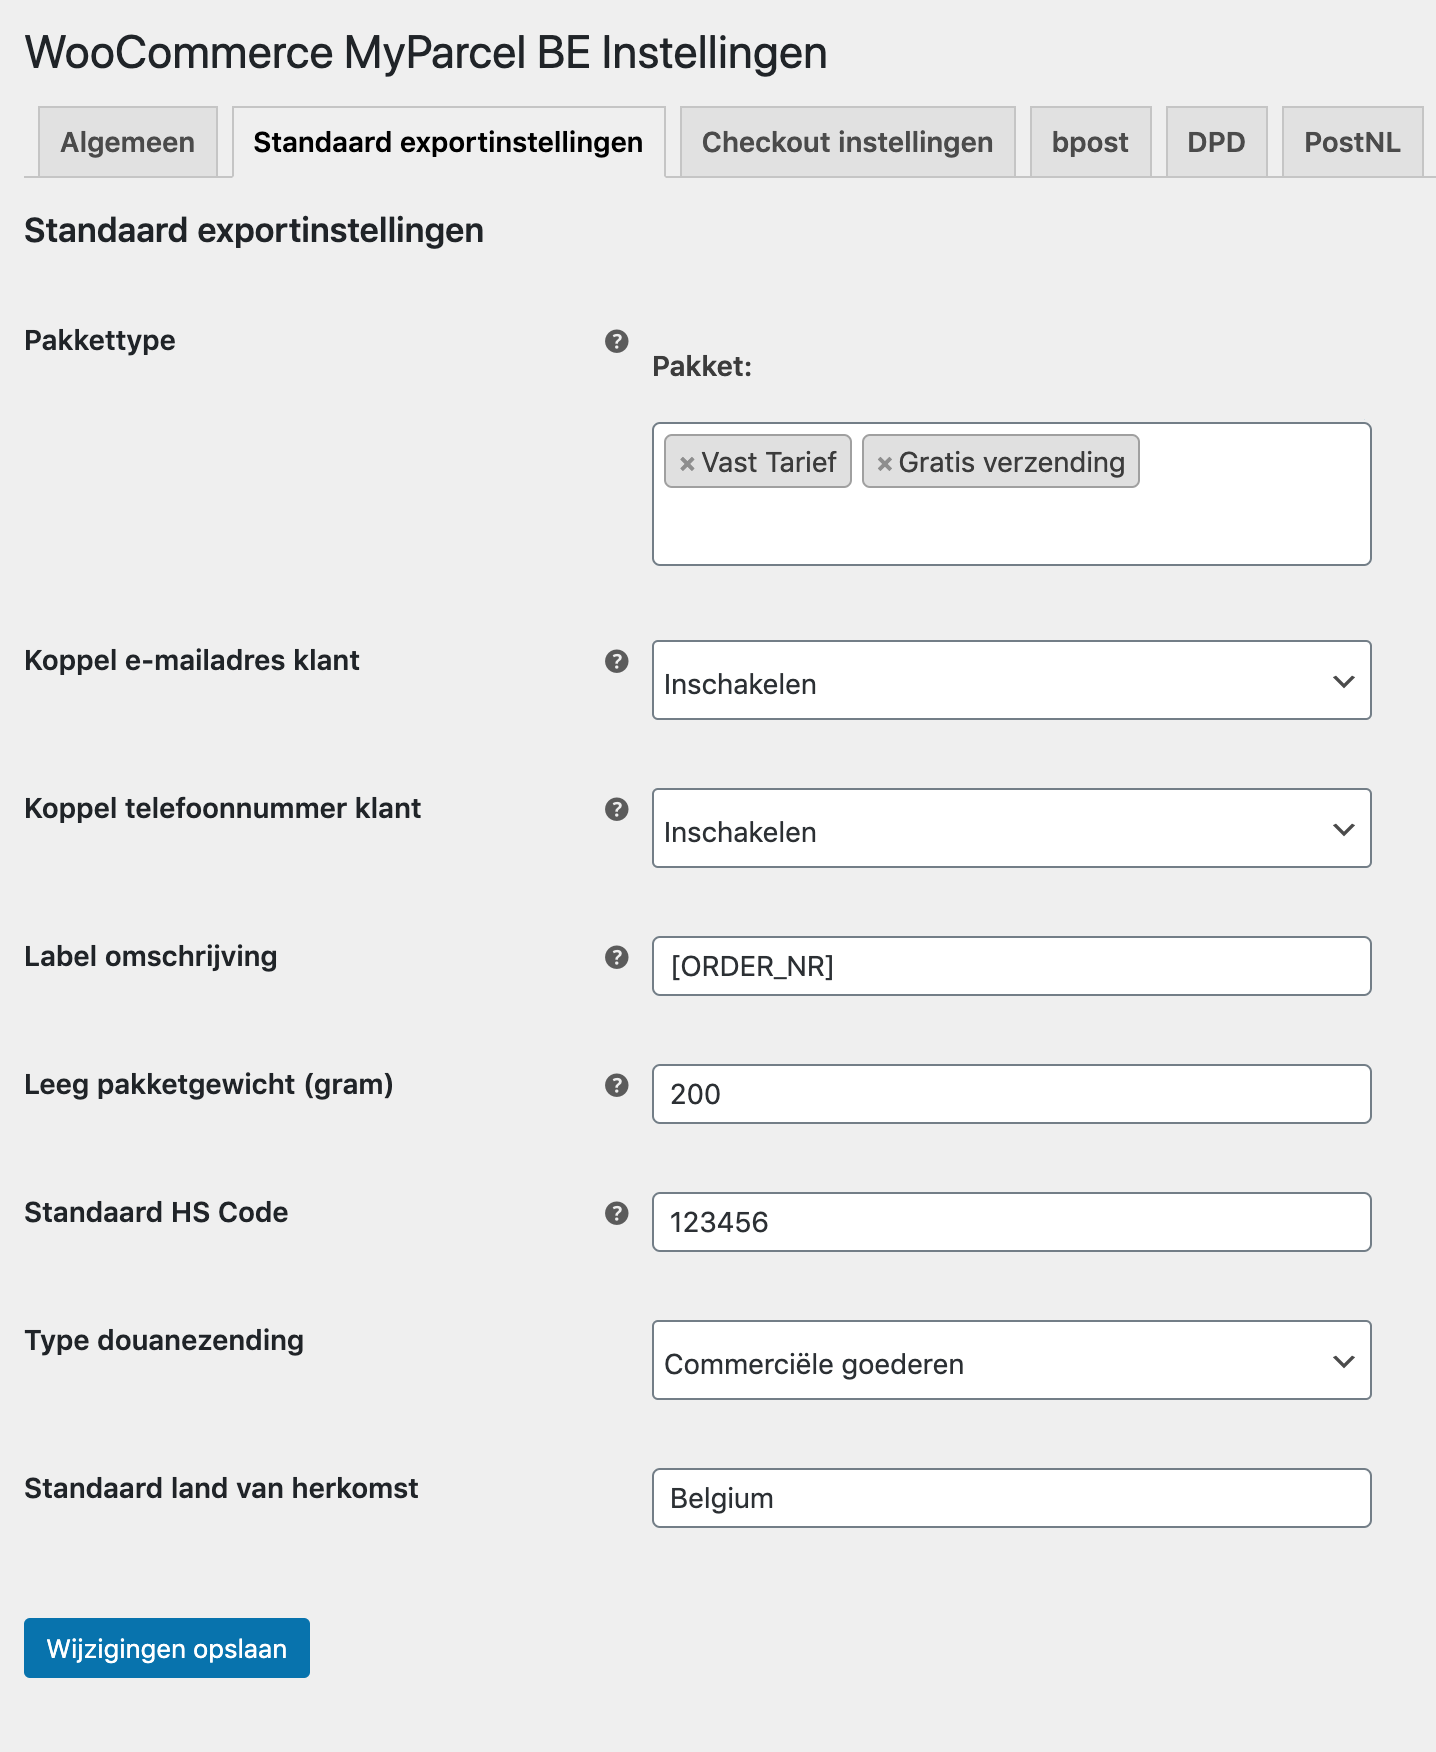 WooCommerce MyParcel BE Instellingen
Algemeen
Standaard exportinstellingen
Checkout instellingen
bpost
DPD
PostNL
Standaard exportinstellingen
Pakkettype
?
Pakket:
× Vast Tarief
× Gratis verzending
Koppel e-mailadres klant
?
Inschakelen
Koppel telefoonnummer klant
?
Inschakelen
Label omschrijving
?
[ORDER_NR]
Leeg pakketgewicht (gram)
?
200
Standaard HS Code
?
123456
Type douanezending
Commerciële goederen
Standaard land van herkomst
Belgium
Wijzigingen opslaan